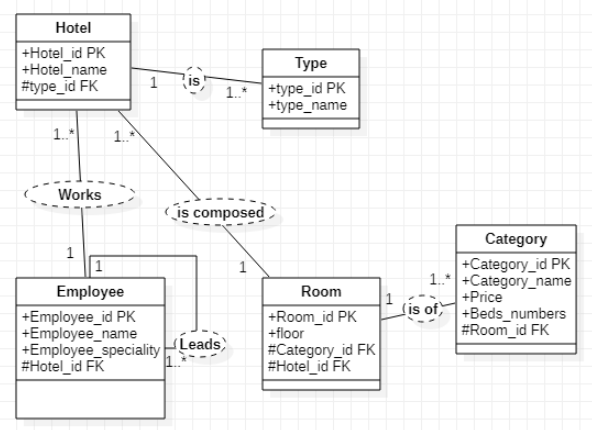 Hotel
+Hotel_id PK
+Hotel_name
#type_id FK
1
is
1..*
Type
+type_id PK
+type_name
1..*
1..*
Works
is composed
1
1
1
Employee
+Employee_id PK
+Employee_name
+Employee_speciality
#Hotel_id FK
Leads
1..*
Room
+Room_id PK
+floor
#Category_id FK
#Hotel_id FK
1
is of
1..*
Category
+Category_id PK
+Category_name
+Price
+Beds_numbers
#Room_id FK